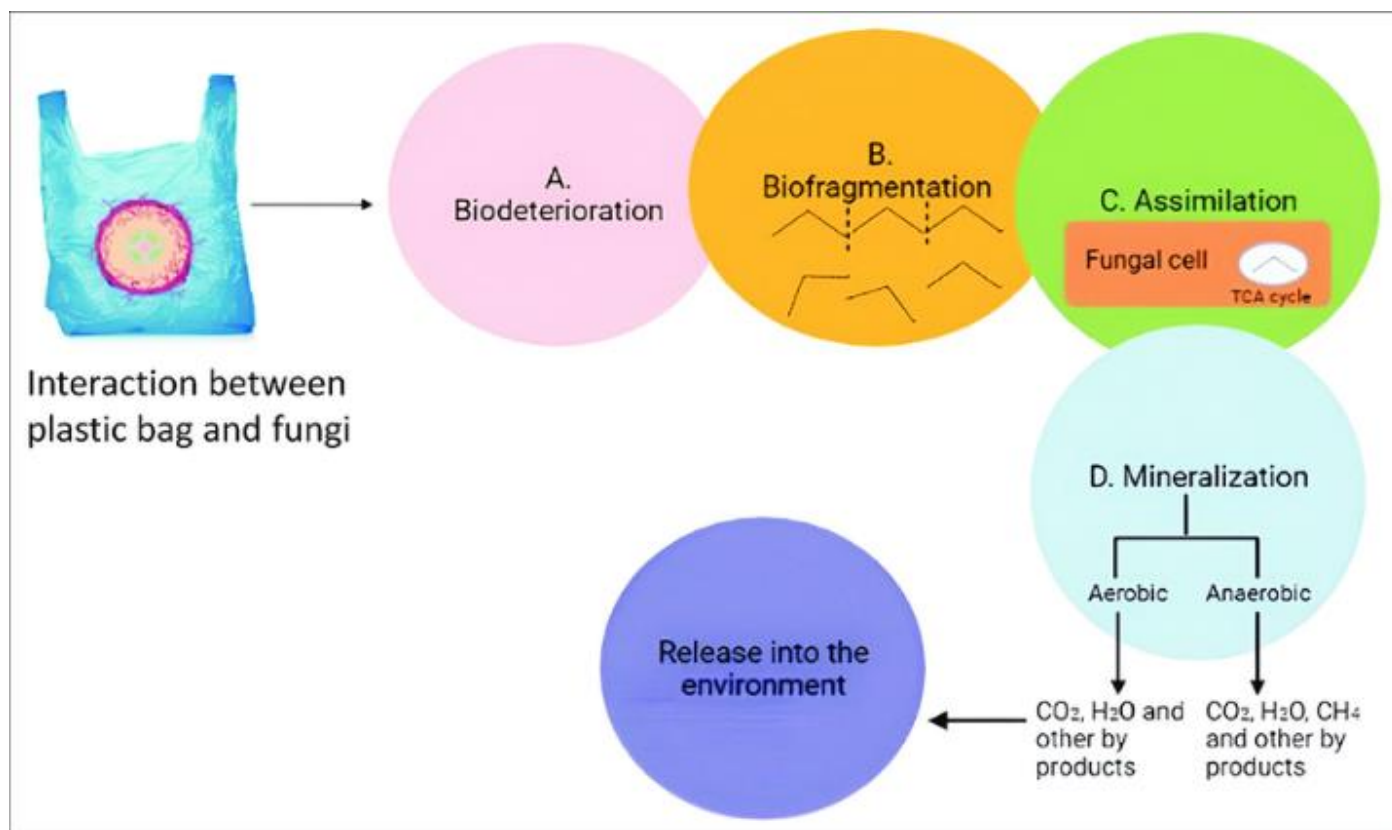 Interaction between
plastic bag and fungi
A.
Biodeterioration
B.
Biofragmentation
C. Assimilation
Fungal cell
TCA cycle
D. Mineralization
Aerobic
Anaerobic
CO₂, H₂O and
other by
products
CO₂, H₂O, CH₄
and other by
products
Release into the
environment